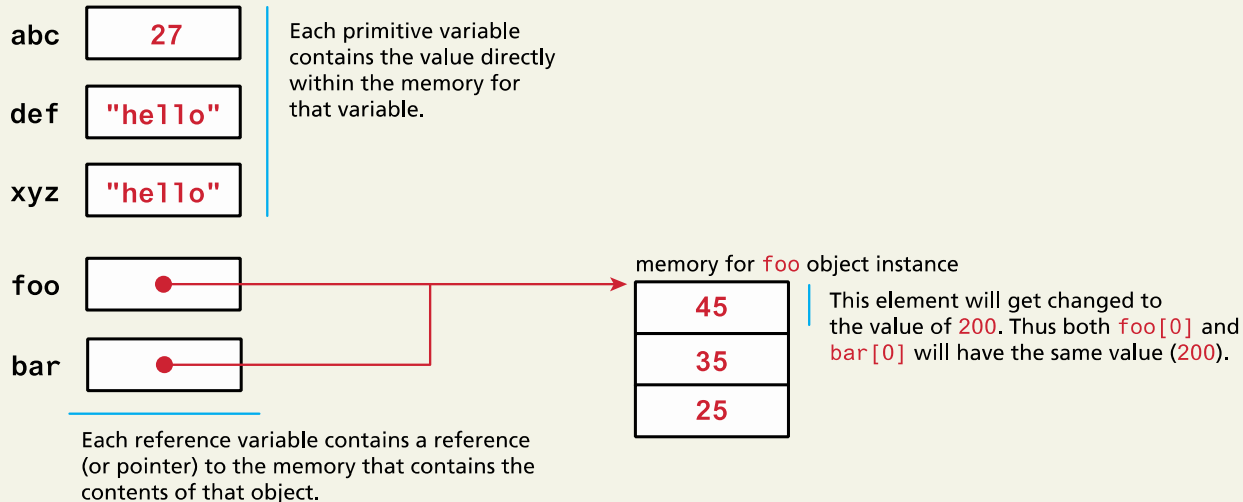 abc 27
Each primitive variable
contains the value directly
within the memory for
that variable.
def "hello"
xyz "hello"
foo
bar
Each reference variable contains a reference
(or pointer) to the memory that contains the
contents of that object.
memory for foo object instance
45
35
25
This element will get changed to
the value of 200. Thus both foo[0] and
bar[0] will have the same value (200).